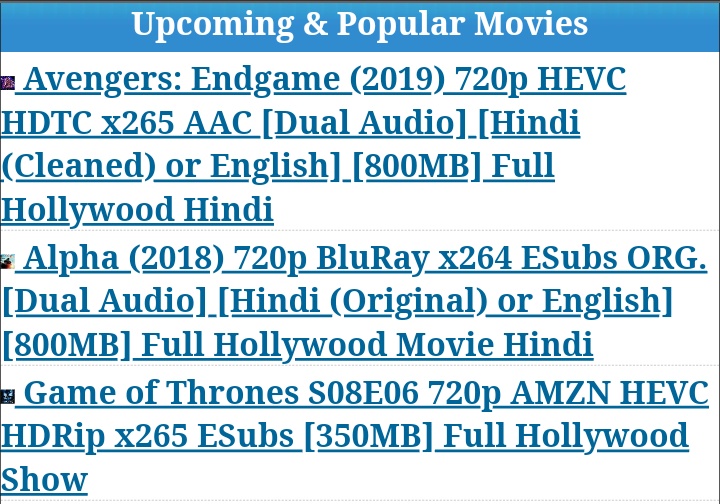 Upcoming & Popular Movies
Avengers: Endgame (2019) 720p HEVC
HDTC x265 AAC [Dual Audio] [Hindi
(Cleaned) or English] [800MB] Full
Hollywood Hindi
Alpha (2018) 720p BluRay x264 ESubs ORG.
[Dual Audio] [Hindi (Original) or English]
[800MB] Full Hollywood Movie Hindi
Game of Thrones S08E06 720p AMZN HEVC
HDRip x265 ESubs [350MB] Full Hollywood
Show